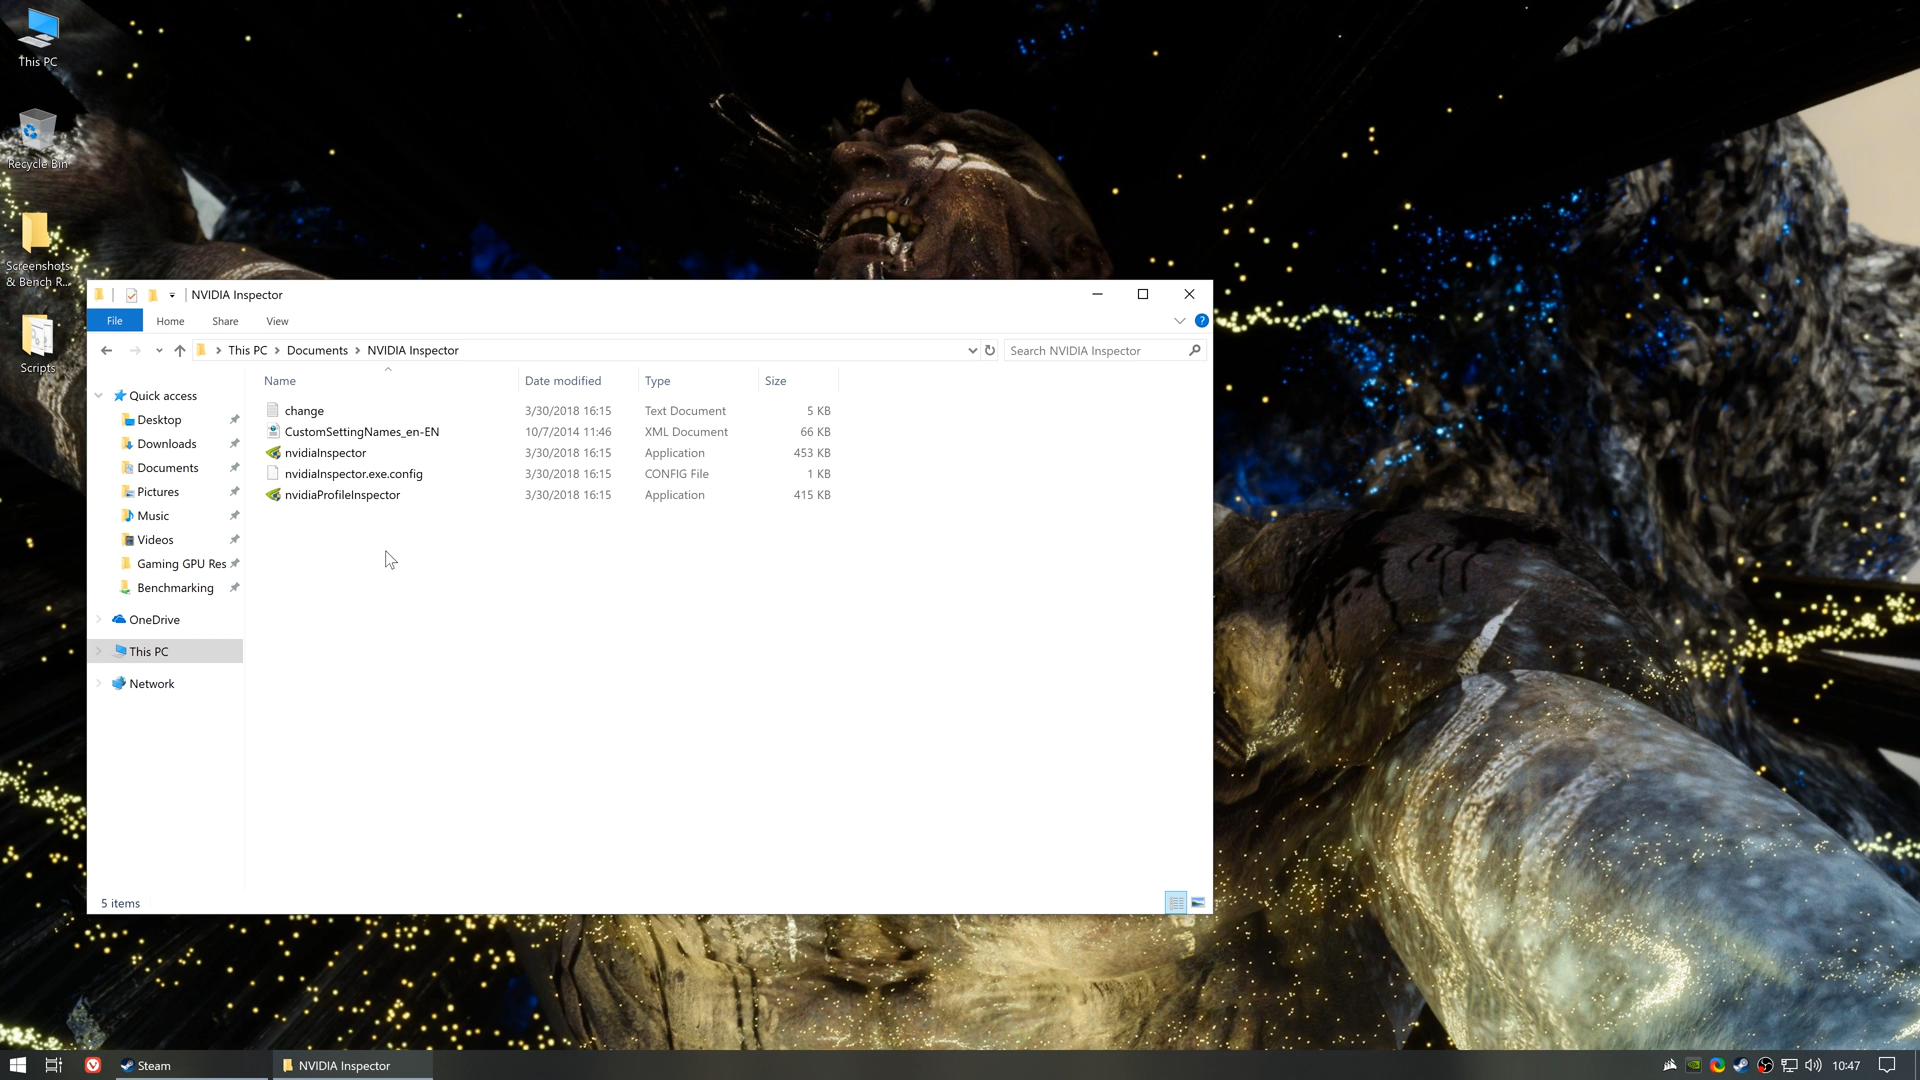 This PC
Recycle Bin
Screenshots
& Bench R...
Scripts
NVIDIA Inspector
File Home Share View
This PC > Documents > NVIDIA Inspector
Search NVIDIA Inspector
Quick access
Desktop
Downloads
Documents
Pictures
Music
Videos
Gaming GPU Res
Benchmarking
OneDrive
This PC
Network
Name Date modified Type Size
change 3/30/2018 16:15 Text Document 5 KB
CustomSettingNames_en-EN 10/7/2014 11:46 XML Document 66 KB
nvidiaInspector 3/30/2018 16:15 Application 453 KB
nvidiaInspector.exe.config 3/30/2018 16:15 CONFIG File 1 KB
nvidiaProfileInspector 3/30/2018 16:15 Application 415 KB
5 items
Steam
NVIDIA Inspector
10:47